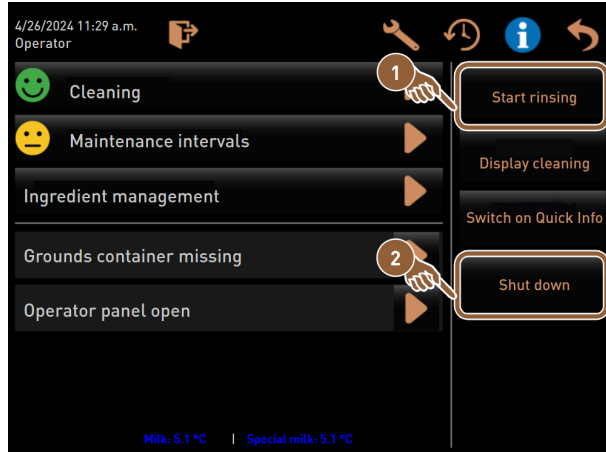 4/26/2024 11:29 a.m.
Operator
i
1
Cleaning
Start rinsing
Maintenance intervals
Display cleaning
Ingredient management
Switch on Quick Info
Grounds container missing
2
Shut down
Operator panel open
Milk: 5.1 °C | Special milk: 5.1 °C